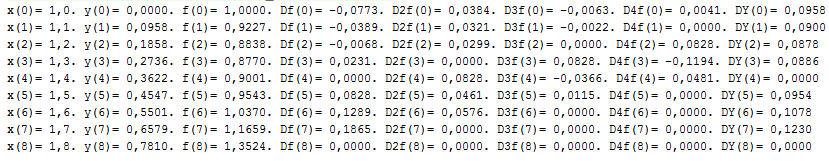 x(0)= 1,0. y(0)= 0,0000. f(0)= 1,0000. Df(0)= -0,0773. D2f(0)= 0,0384. D3f(0)= -0,0063. D4f(0)= 0,0041. DY(0)= 0,0958
x(1)= 1,1. y(1)= 0,0958. f(1)= 0,9227. Df(1)= -0,0389. D2f(1)= 0,0321. D3f(1)= -0,0022. D4f(1)= 0,0000. DY(1)= 0,0900
x(2)= 1,2. y(2)= 0,1858. f(2)= 0,8838. Df(2)= -0,0068. D2f(2)= 0,0299. D3f(2)= 0,0000. D4f(2)= 0,0828. DY(2)= 0,0878
x(3)= 1,3. y(3)= 0,2736. f(3)= 0,8770. Df(3)= 0,0231. D2f(3)= 0,0000. D3f(3)= 0,0828. D4f(3)= -0,1194. DY(3)= 0,0886
x(4)= 1,4. y(4)= 0,3622. f(4)= 0,9001. Df(4)= 0,0000. D2f(4)= 0,0828. D3f(4)= -0,0366. D4f(4)= 0,0481. DY(4)= 0,0000
x(5)= 1,5. y(5)= 0,4547. f(5)= 0,9543. Df(5)= 0,0828. D2f(5)= 0,0461. D3f(5)= 0,0115. D4f(5)= 0,0000. DY(5)= 0,0954
x(6)= 1,6. y(6)= 0,5501. f(6)= 1,0370. Df(6)= 0,1289. D2f(6)= 0,0576. D3f(6)= 0,0000. D4f(6)= 0,0000. DY(6)= 0,1078
x(7)= 1,7. y(7)= 0,6579. f(7)= 1,1659. Df(7)= 0,1865. D2f(7)= 0,0000. D3f(7)= 0,0000. D4f(7)= 0,0000. DY(7)= 0,1230
x(8)= 1,8. y(8)= 0,7810. f(8)= 1,3524. Df(8)= 0,0000. D2f(8)= 0,0000. D3f(8)= 0,0000. D4f(8)= 0,0000. DY(8)= 0,0000